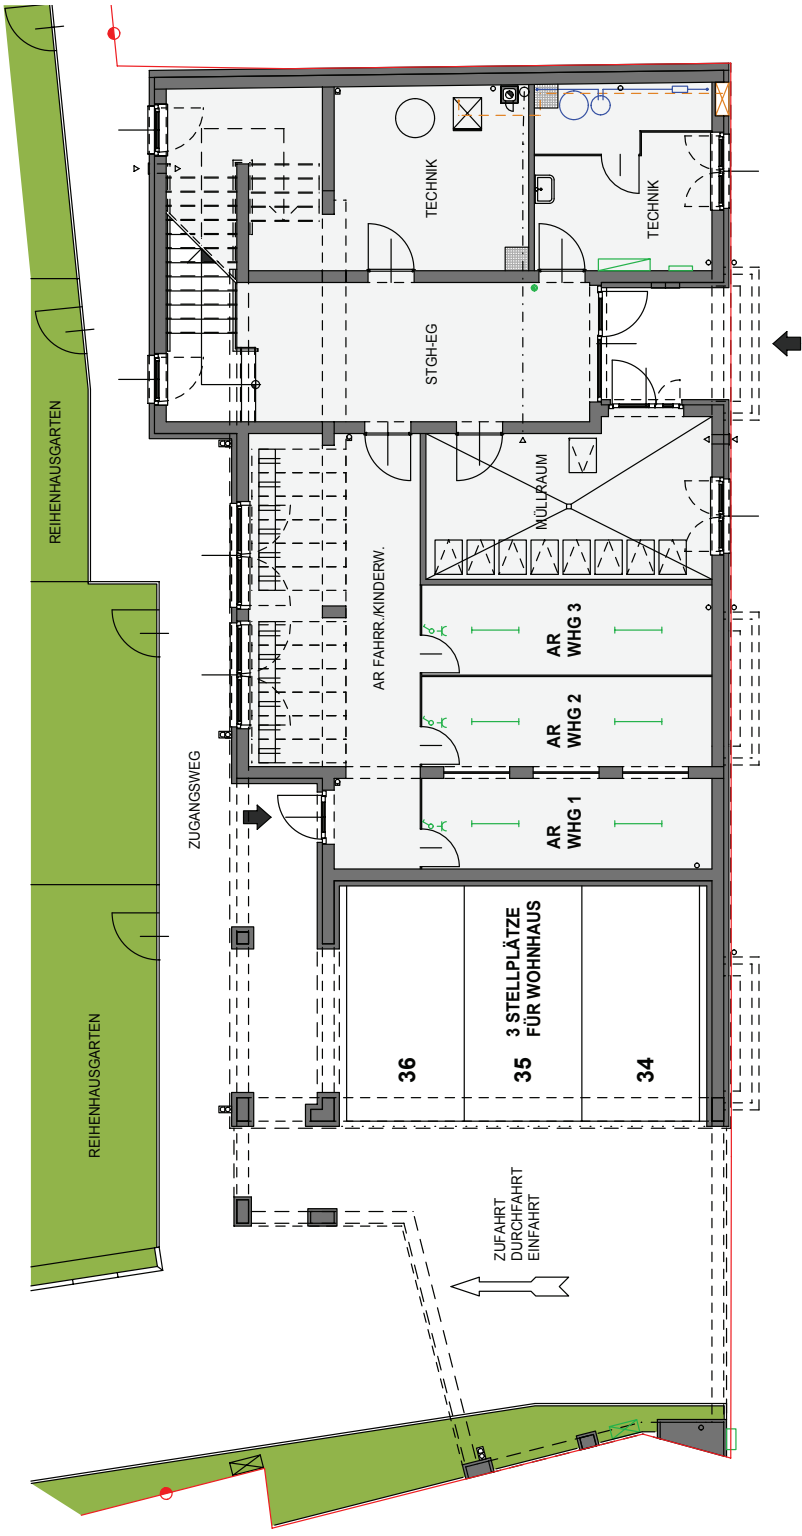 TECHNIK
TECHNIK
STGH-EG
REIHENHAUSGARTEN
MÜLLRAUM
AR FAHRR./KINDERW.
AR
WHG 3
AR
WHG 2
AR
WHG 1
ZUGANGSWEG
REIHENHAUSGARTEN
3 STELLPLÄTZE
FÜR WOHNHAUS
36
35
34
ZUFAHRT
DURCHFAHRT
EINFAHRT